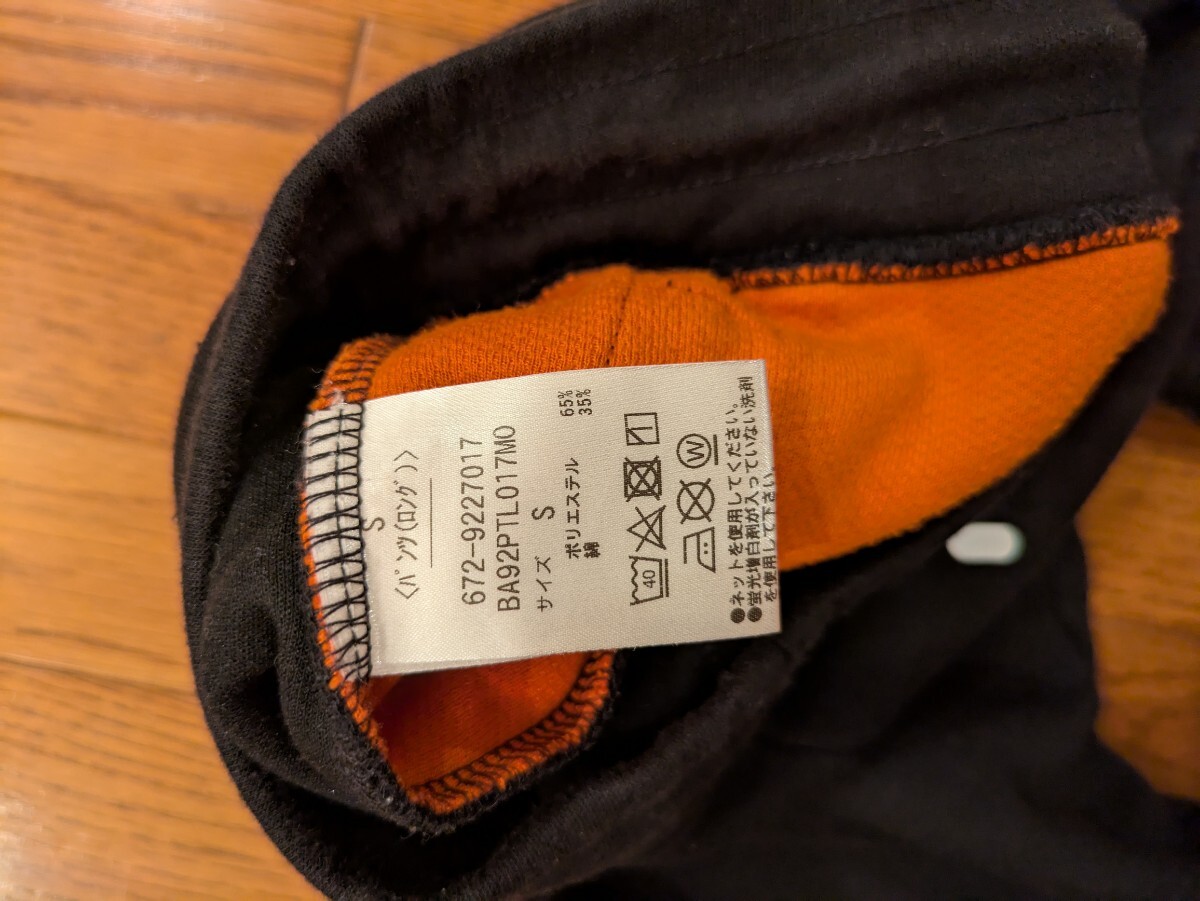 S
〈パンツ(ロング)〉
672-9227017
BA92PTL017MO
サイズ S
ポリエステル 65%
綿 35%
40
W
●ネットを使用してください。
●蛍光増白剤が入っていない洗剤
を使用して下さい。